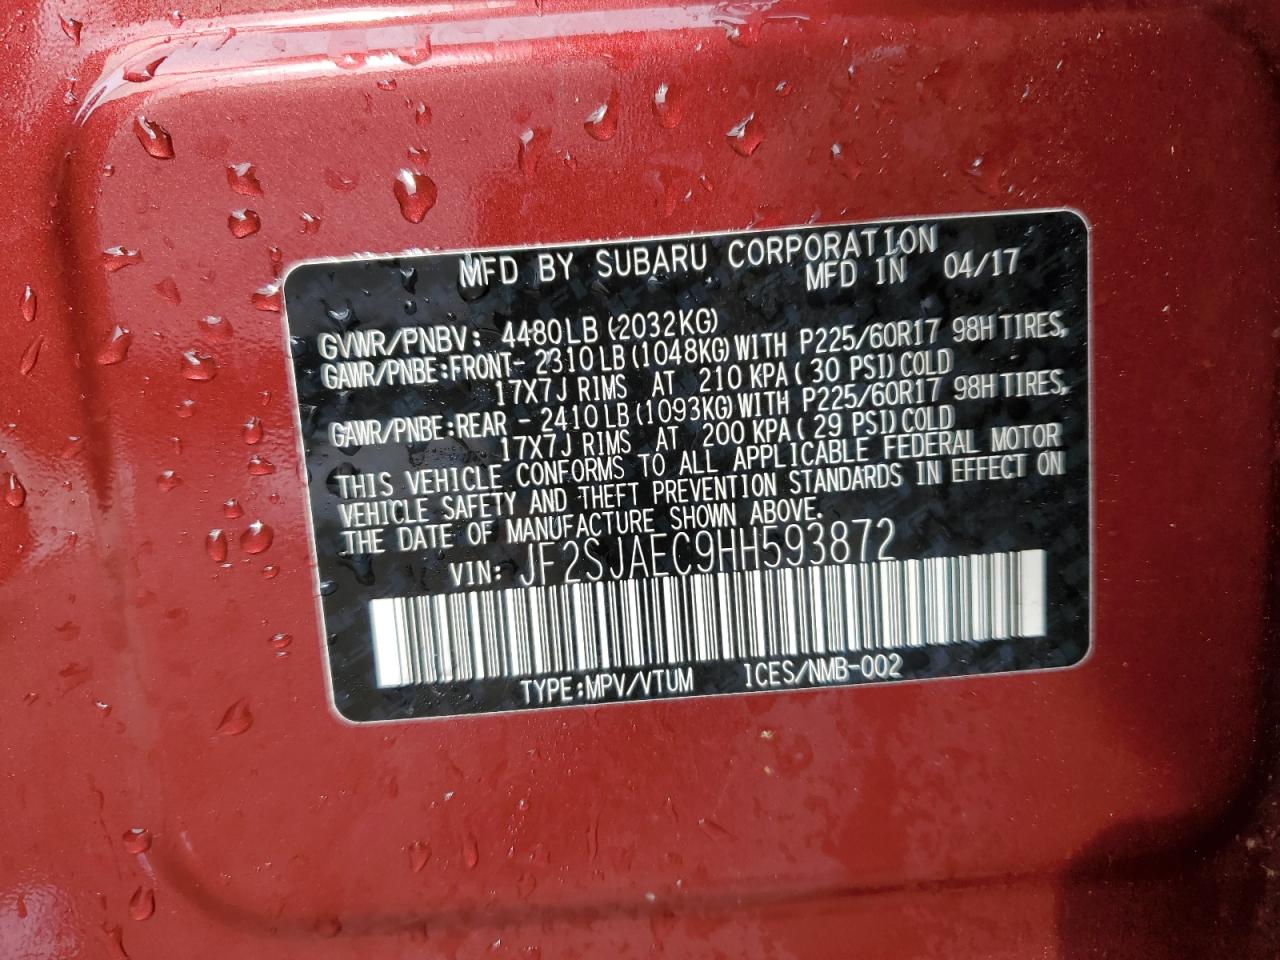 MFD BY SUBARU CORPORATION
MFD IN 04/17
GVWR/PNBV: 4480LB (2032KG)
GAWR/PNBE:FRONT- 2310LB (1048KG) WITH P225/60R17 98H TIRES,
17X7J RIMS AT 210 KPA ( 30 PSI) COLD
GAWR/PNBE:REAR - 2410LB (1093KG) WITH P225/60R17 98H TIRES,
17X7J RIMS AT 200 KPA ( 29 PSI) COLD
THIS VEHICLE CONFORMS TO ALL APPLICABLE FEDERAL MOTOR
VEHICLE SAFETY AND THEFT PREVENTION STANDARDS IN EFFECT ON
THE DATE OF MANUFACTURE SHOWN ABOVE.
VIN: JF2SJAEC9HH593872
TYPE:MPV/VTUM ICES/NMB-002